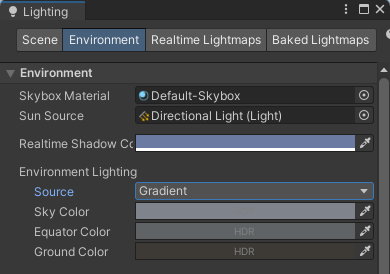 Lighting
Scene Environment Realtime Lightmaps Baked Lightmaps
Environment
Skybox Material Default-Skybox
Sun Source Directional Light (Light)
Realtime Shadow Co
Environment Lighting
Source Gradient
Sky Color
Equator Color HDR
Ground Color HDR